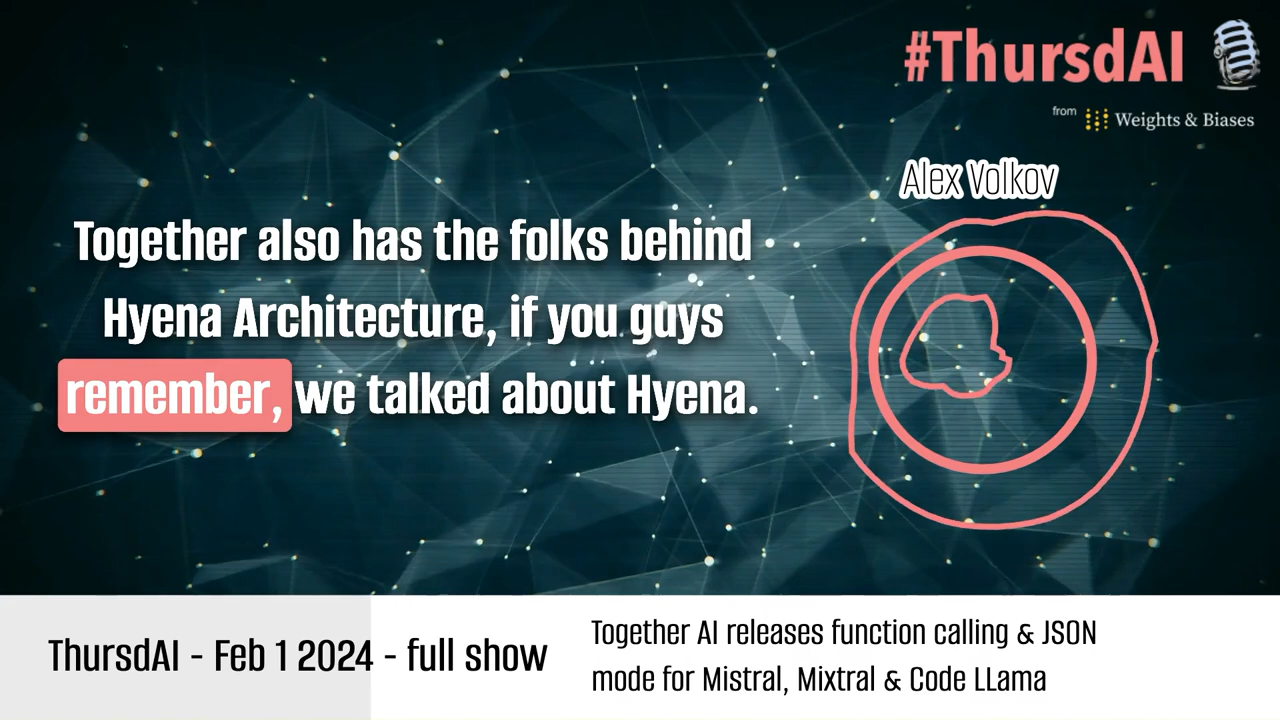 #ThursdAI
from Weights & Biases
Alex Volkov
Together also has the folks behind
Hyena Architecture, if you guys
remember, we talked about Hyena.
ThursdAI - Feb 1 2024 - full show
Together AI releases function calling & JSON
mode for Mistral, Mixtral & Code LLama